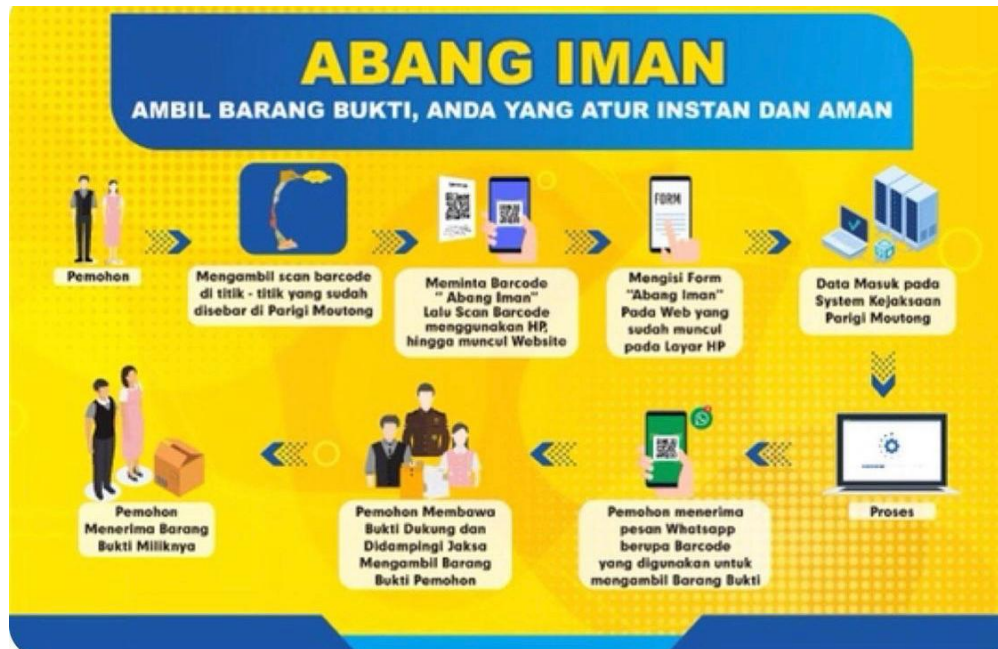 ABANG IMAN
AMBIL BARANG BUKTI, ANDA YANG ATUR INSTAN DAN AMAN
Pemohon
Mengambil scan barcode
di titik - titik yang sudah
disebar di Parigi Moutong
Meminta Barcode
" Abang Iman"
Lalu Scan Barcode
menggunakan HP,
hingga muncul Website
FORM
Mengisi Form
"Abang Iman"
Pada Web yang
sudah muncul
pada Layar HP
Data Masuk pada
System Kejaksaan
Parigi Moutong
Proses
Pemohon menerima
pesan Whatsapp
berupa Barcode
yang digunakan untuk
mengambil Barang Bukti
Pemohon Membawa
Bukti Dukung dan
Didampingi Jaksa
Mengambil Barang
Bukti Pemohon
Pemohon
Menerima Barang
Bukti Miliknya